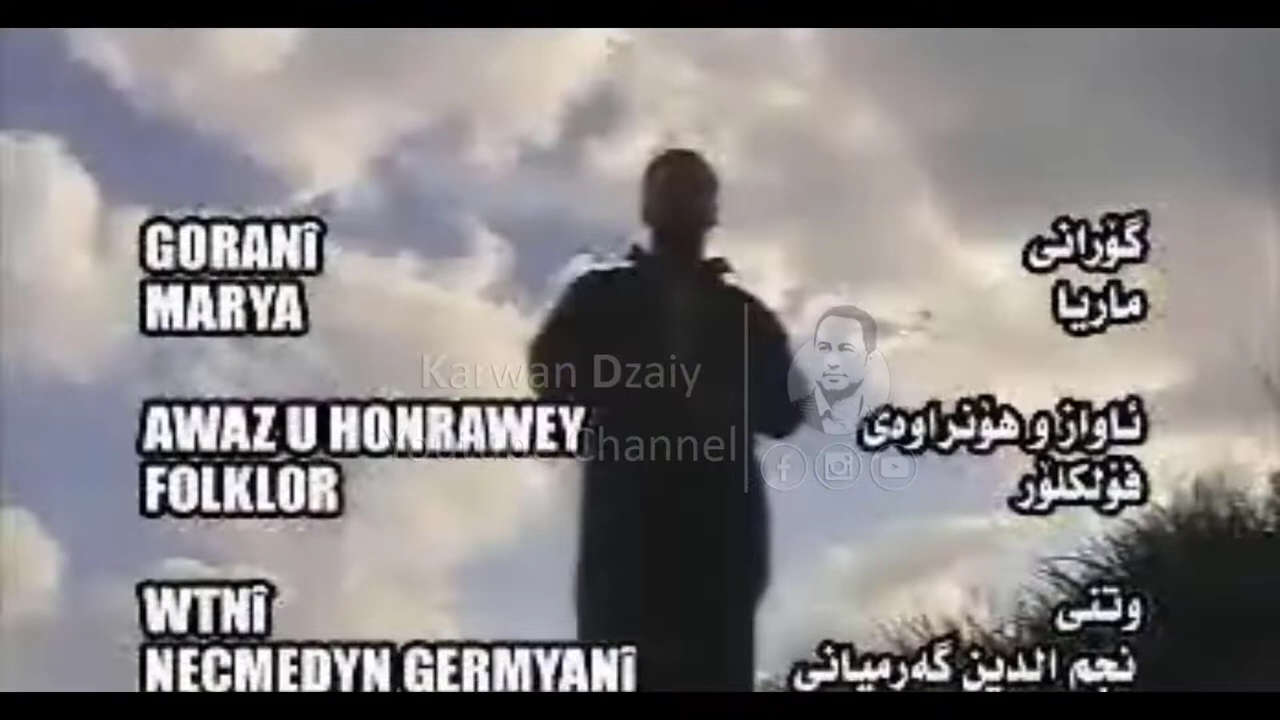 GORANî
گۆرانی
MARYA
ماریا
Karwan Dzaiy
AWAZ U HONRAWEY
ئاواز و هۆنراوەی
Channel
FOLKLOR
فۆلکلۆر
WTNî
وتنی
NECMEDYN GERMYANî
نجم الدین گەرمیانی